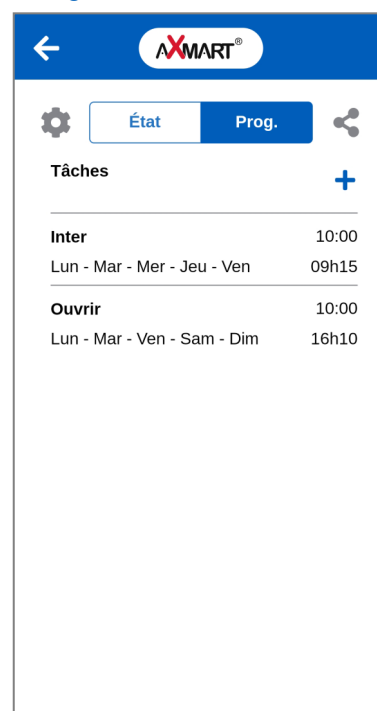 AXMART®
État Prog.
Tâches
Inter 10:00
Lun - Mar - Mer - Jeu - Ven 09h15
Ouvrir 10:00
Lun - Mar - Ven - Sam - Dim 16h10